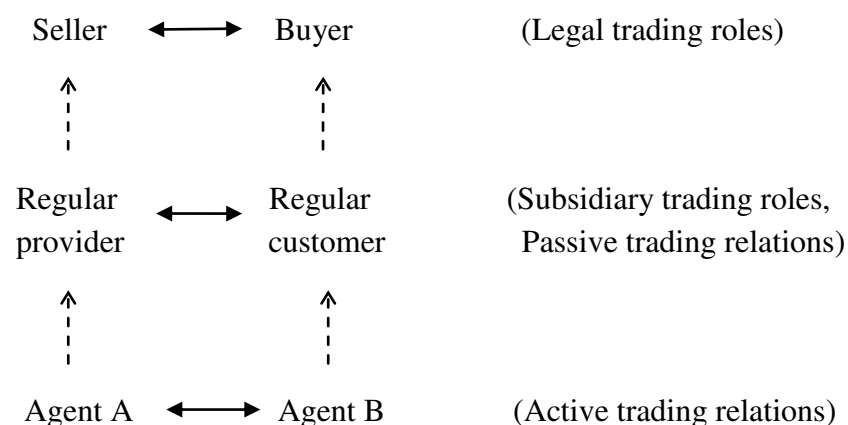 Seller Buyer (Legal trading roles)
Regular Regular (Subsidiary trading roles,
provider customer Passive trading relations)
Agent A Agent B (Active trading relations)